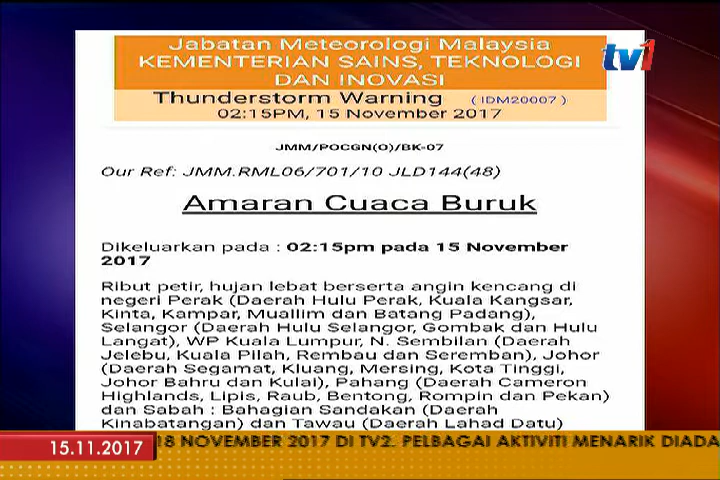 Jabatan Meteorologi Malaysia
KEMENTERIAN SAINS, TEKNOLOGI
DAN INOVASI
tv1
Thunderstorm Warning ( IDM20007 )
02:15PM, 15 November 2017
JMM/POCGN(O)/BK-07
Our Ref: JMM.RML06/701/10 JLD144(48)
Amaran Cuaca Buruk
Dikeluarkan pada : 02:15pm pada 15 November
2017
Ribut petir, hujan lebat berserta angin kencang di
negeri Perak (Daerah Hulu Perak, Kuala Kangsar,
Kinta, Kampar, Muallim dan Batang Padang),
Selangor (Daerah Hulu Selangor, Gombak dan Hulu
Langat), WP Kuala Lumpur, N. Sembilan (Daerah
Jelebu, Kuala Pilah, Rembau dan Seremban), Johor
(Daerah Segamat, Kluang, Mersing, Kota Tinggi,
Johor Bahru dan Kulai), Pahang (Daerah Cameron
Highlands, Lipis, Raub, Bentong, Rompin dan Pekan)
dan Sabah : Bahagian Sandakan (Daerah
Kinabatangan) dan Tawau (Daerah Lahad Datu)
15.11.2017
18 NOVEMBER 2017 DI TV2. PELBAGAI AKTIVITI MENARIK DIADA